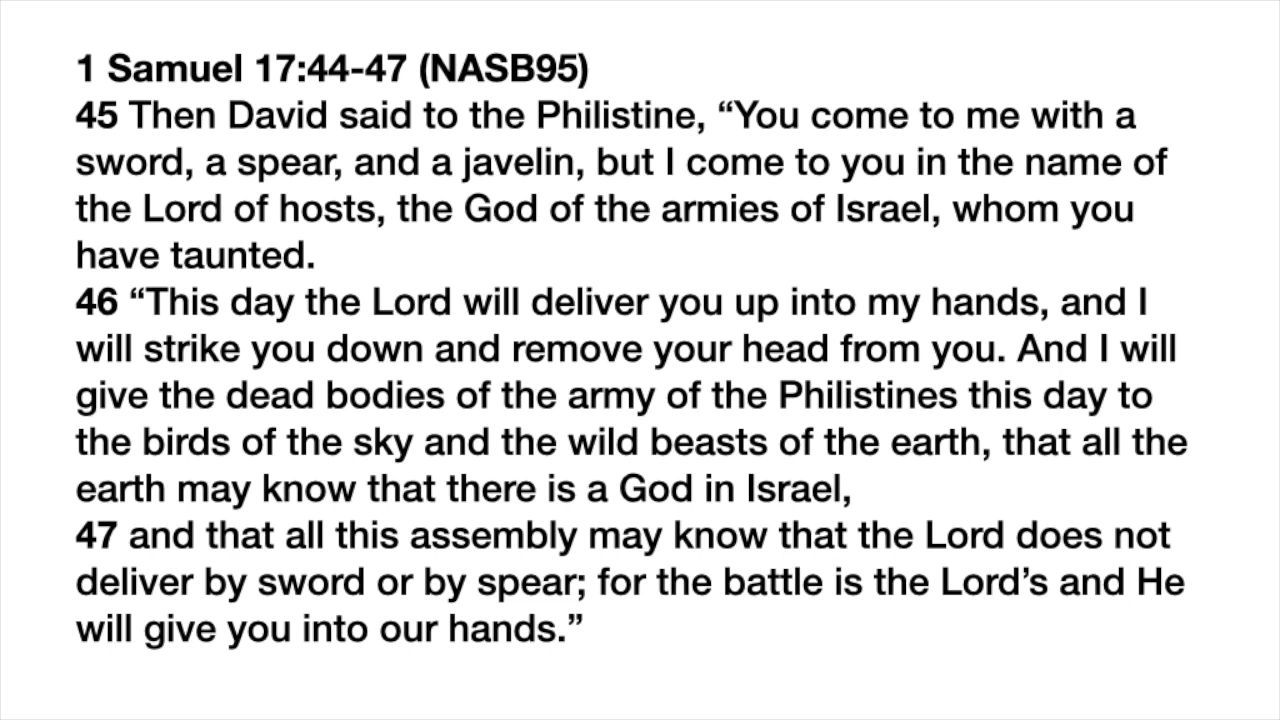 1 Samuel 17:44-47 (NASB95)
45 Then David said to the Philistine, “You come to me with a
sword, a spear, and a javelin, but I come to you in the name of
the Lord of hosts, the God of the armies of Israel, whom you
have taunted.
46 “This day the Lord will deliver you up into my hands, and I
will strike you down and remove your head from you. And I will
give the dead bodies of the army of the Philistines this day to
the birds of the sky and the wild beasts of the earth, that all the
earth may know that there is a God in Israel,
47 and that all this assembly may know that the Lord does not
deliver by sword or by spear; for the battle is the Lord’s and He
will give you into our hands.”